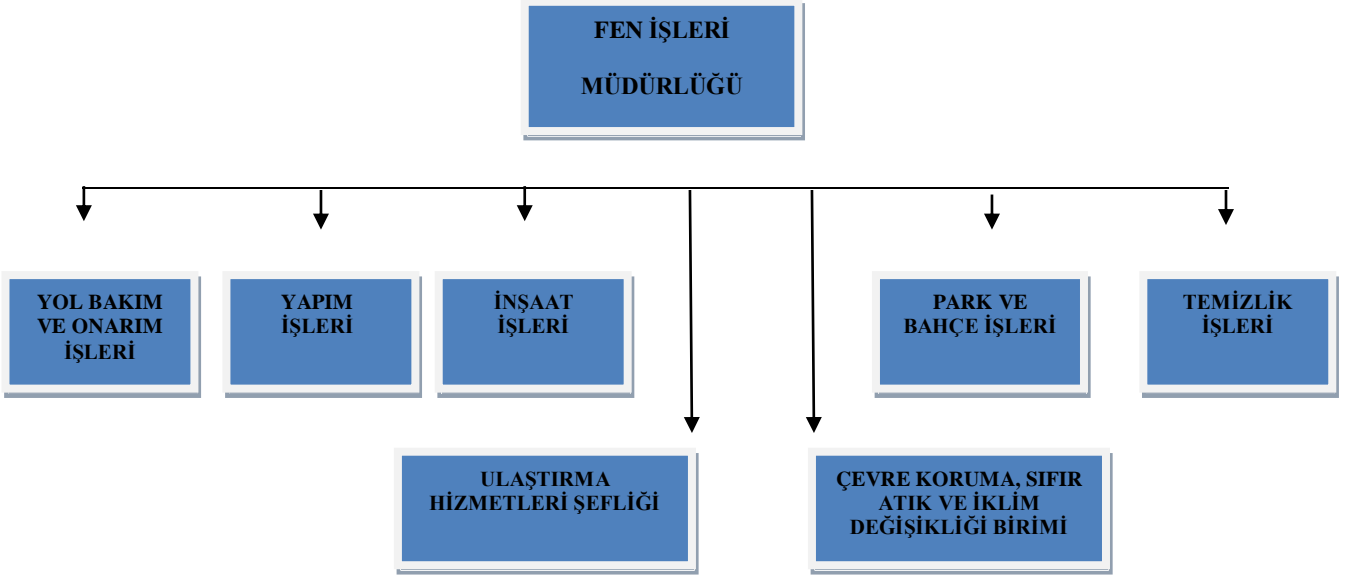 FEN İŞLERİ
MÜDÜRLÜĞÜ
YOL BAKIM
VE ONARIM
İŞLERİ
YAPIM
İŞLERİ
İNŞAAT
İŞLERİ
PARK VE
BAHÇE İŞLERİ
TEMİZLİK
İŞLERİ
ULAŞTIRMA
HİZMETLERİ ŞEFLİĞİ
ÇEVRE KORUMA, SIFIR
ATIK VE İKLİM
DEĞİŞİKLİĞİ BİRİMİ